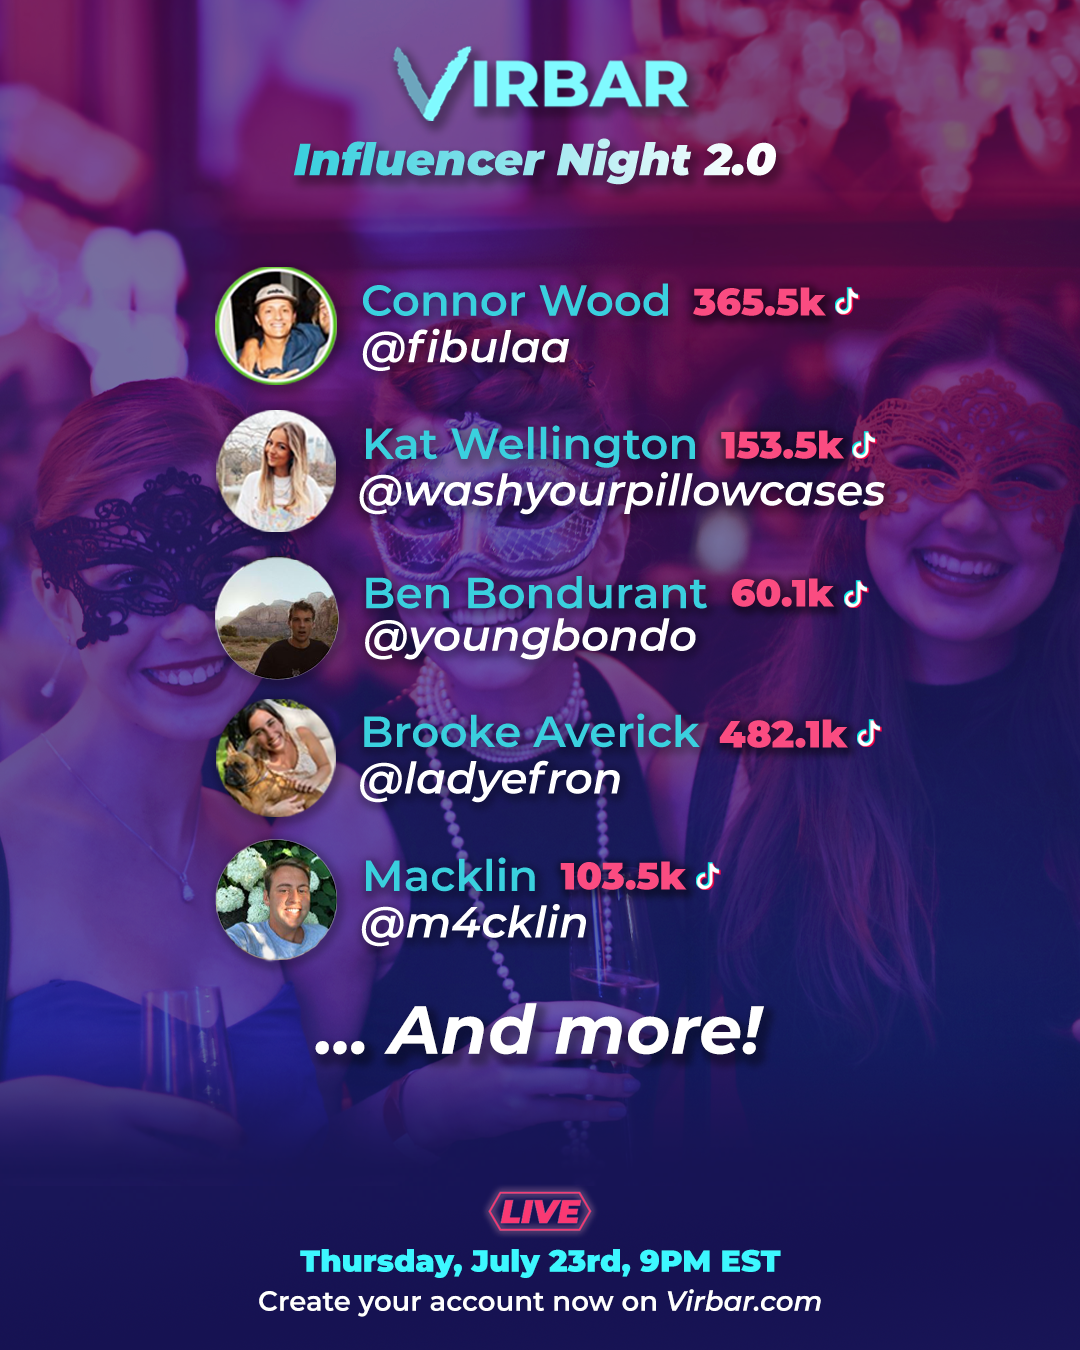 VIRBAR
Influencer Night 2.0
Connor Wood 365.5k
@fibulaa
Kat Wellington 153.5k
@washyourpillowcases
Ben Bondurant 60.1k
@youngbondo
Brooke Averick 482.1k
@ladyefron
Macklin 103.5k
@m4cklin
... And more!
LIVE
Thursday, July 23rd, 9PM EST
Create your account now on Virbar.com